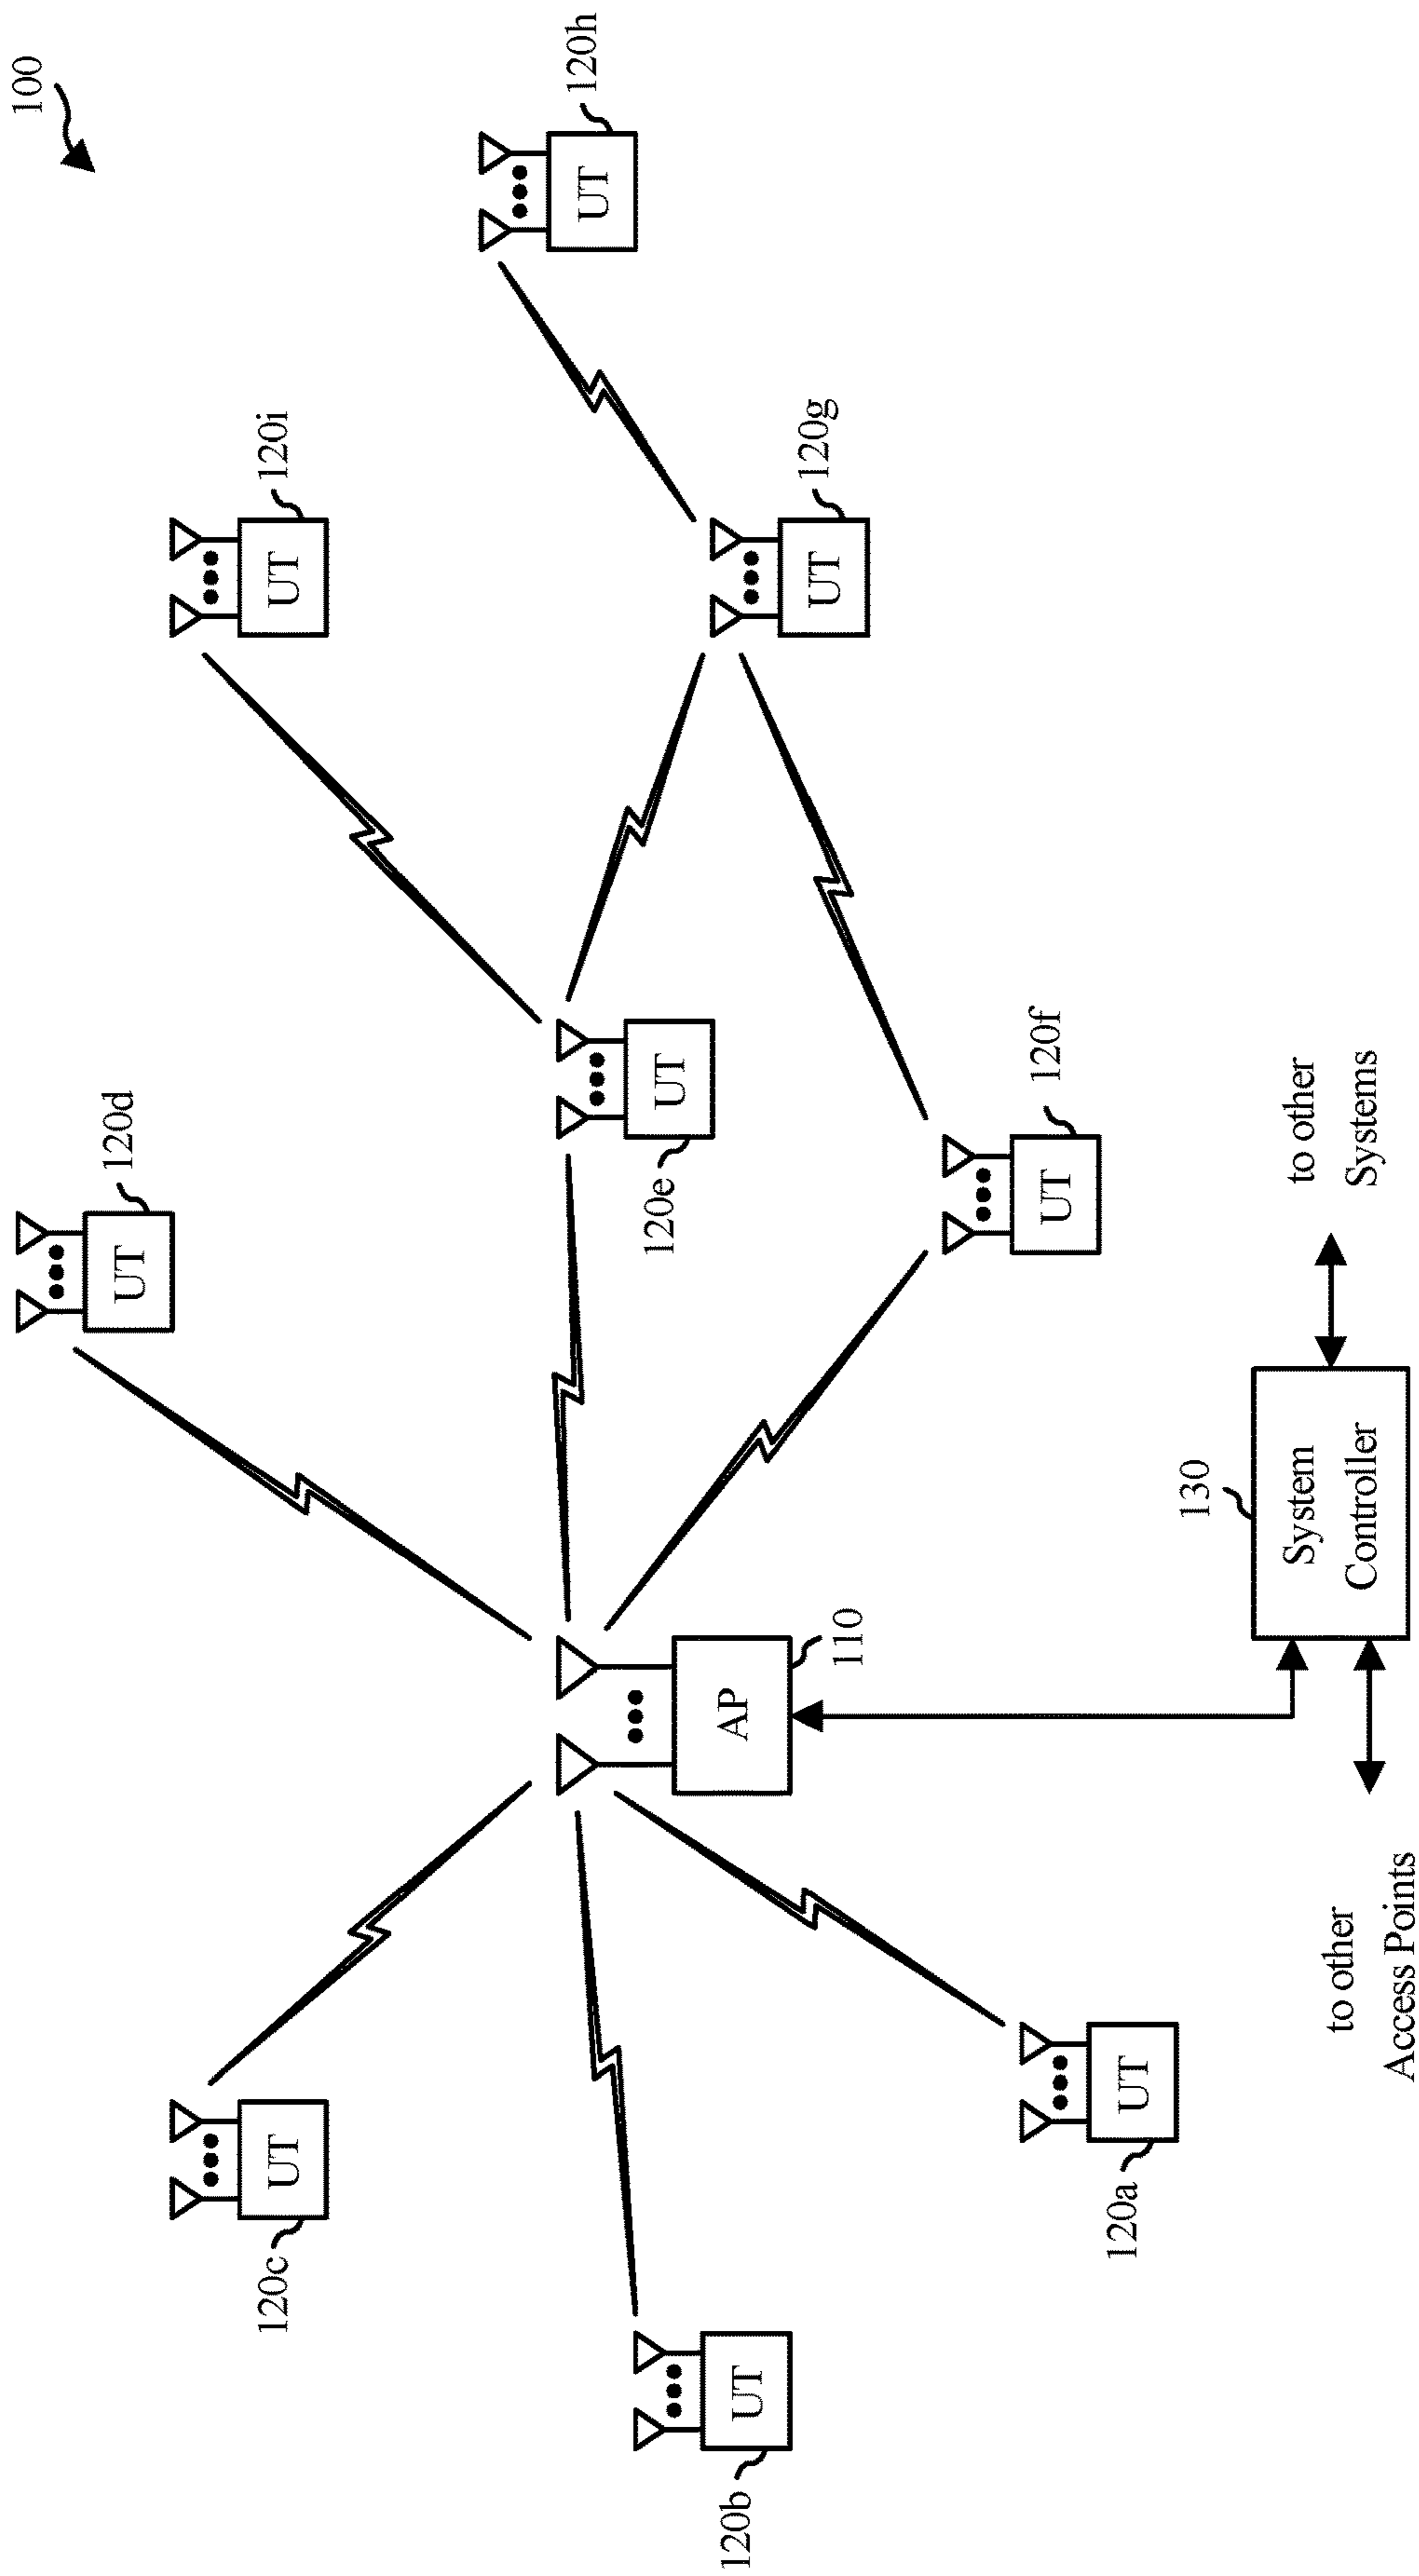 100
120d
UT
120i
UT
120c
UT
120h
UT
UT
120e
UT
120g
AP
110
UT
120b
UT
120f
UT
120a
130
System
Controller
to other
Systems
to other
Access Points